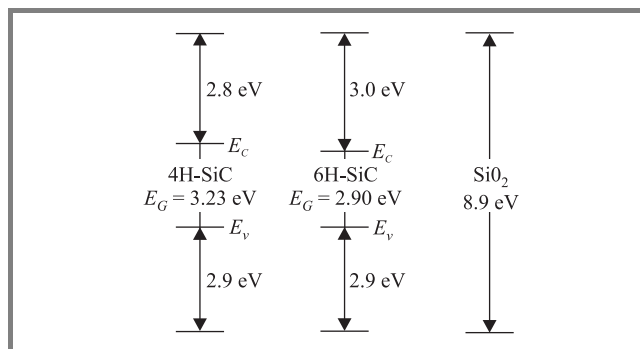 2.8 eV
3.0 eV
E_C
E_C
4H-SiC
6H-SiC
Si0₂
E_G = 3.23 eV
E_G = 2.90 eV
8.9 eV
E_v
E_v
2.9 eV
2.9 eV